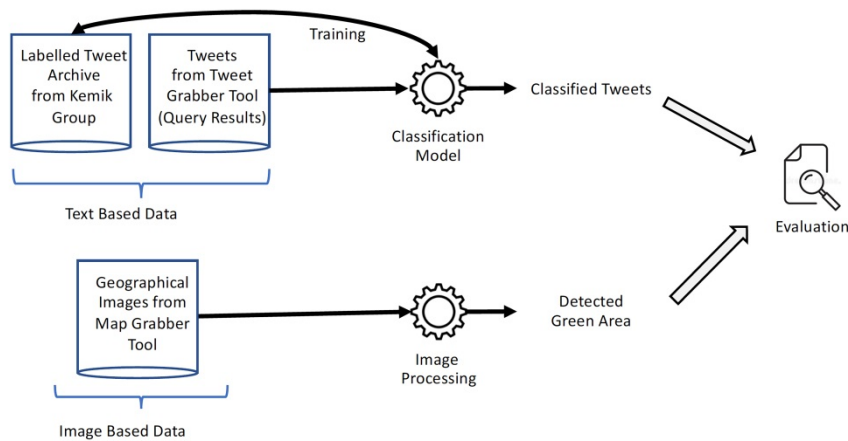 Training
Labelled Tweet
Archive
from Kemik
Group
Tweets
from Tweet
Grabber Tool
(Query Results)
Classification
Model
Classified Tweets
Text Based Data
Evaluation
Geographical
Images from
Map Grabber
Tool
Image
Processing
Detected
Green Area
Image Based Data